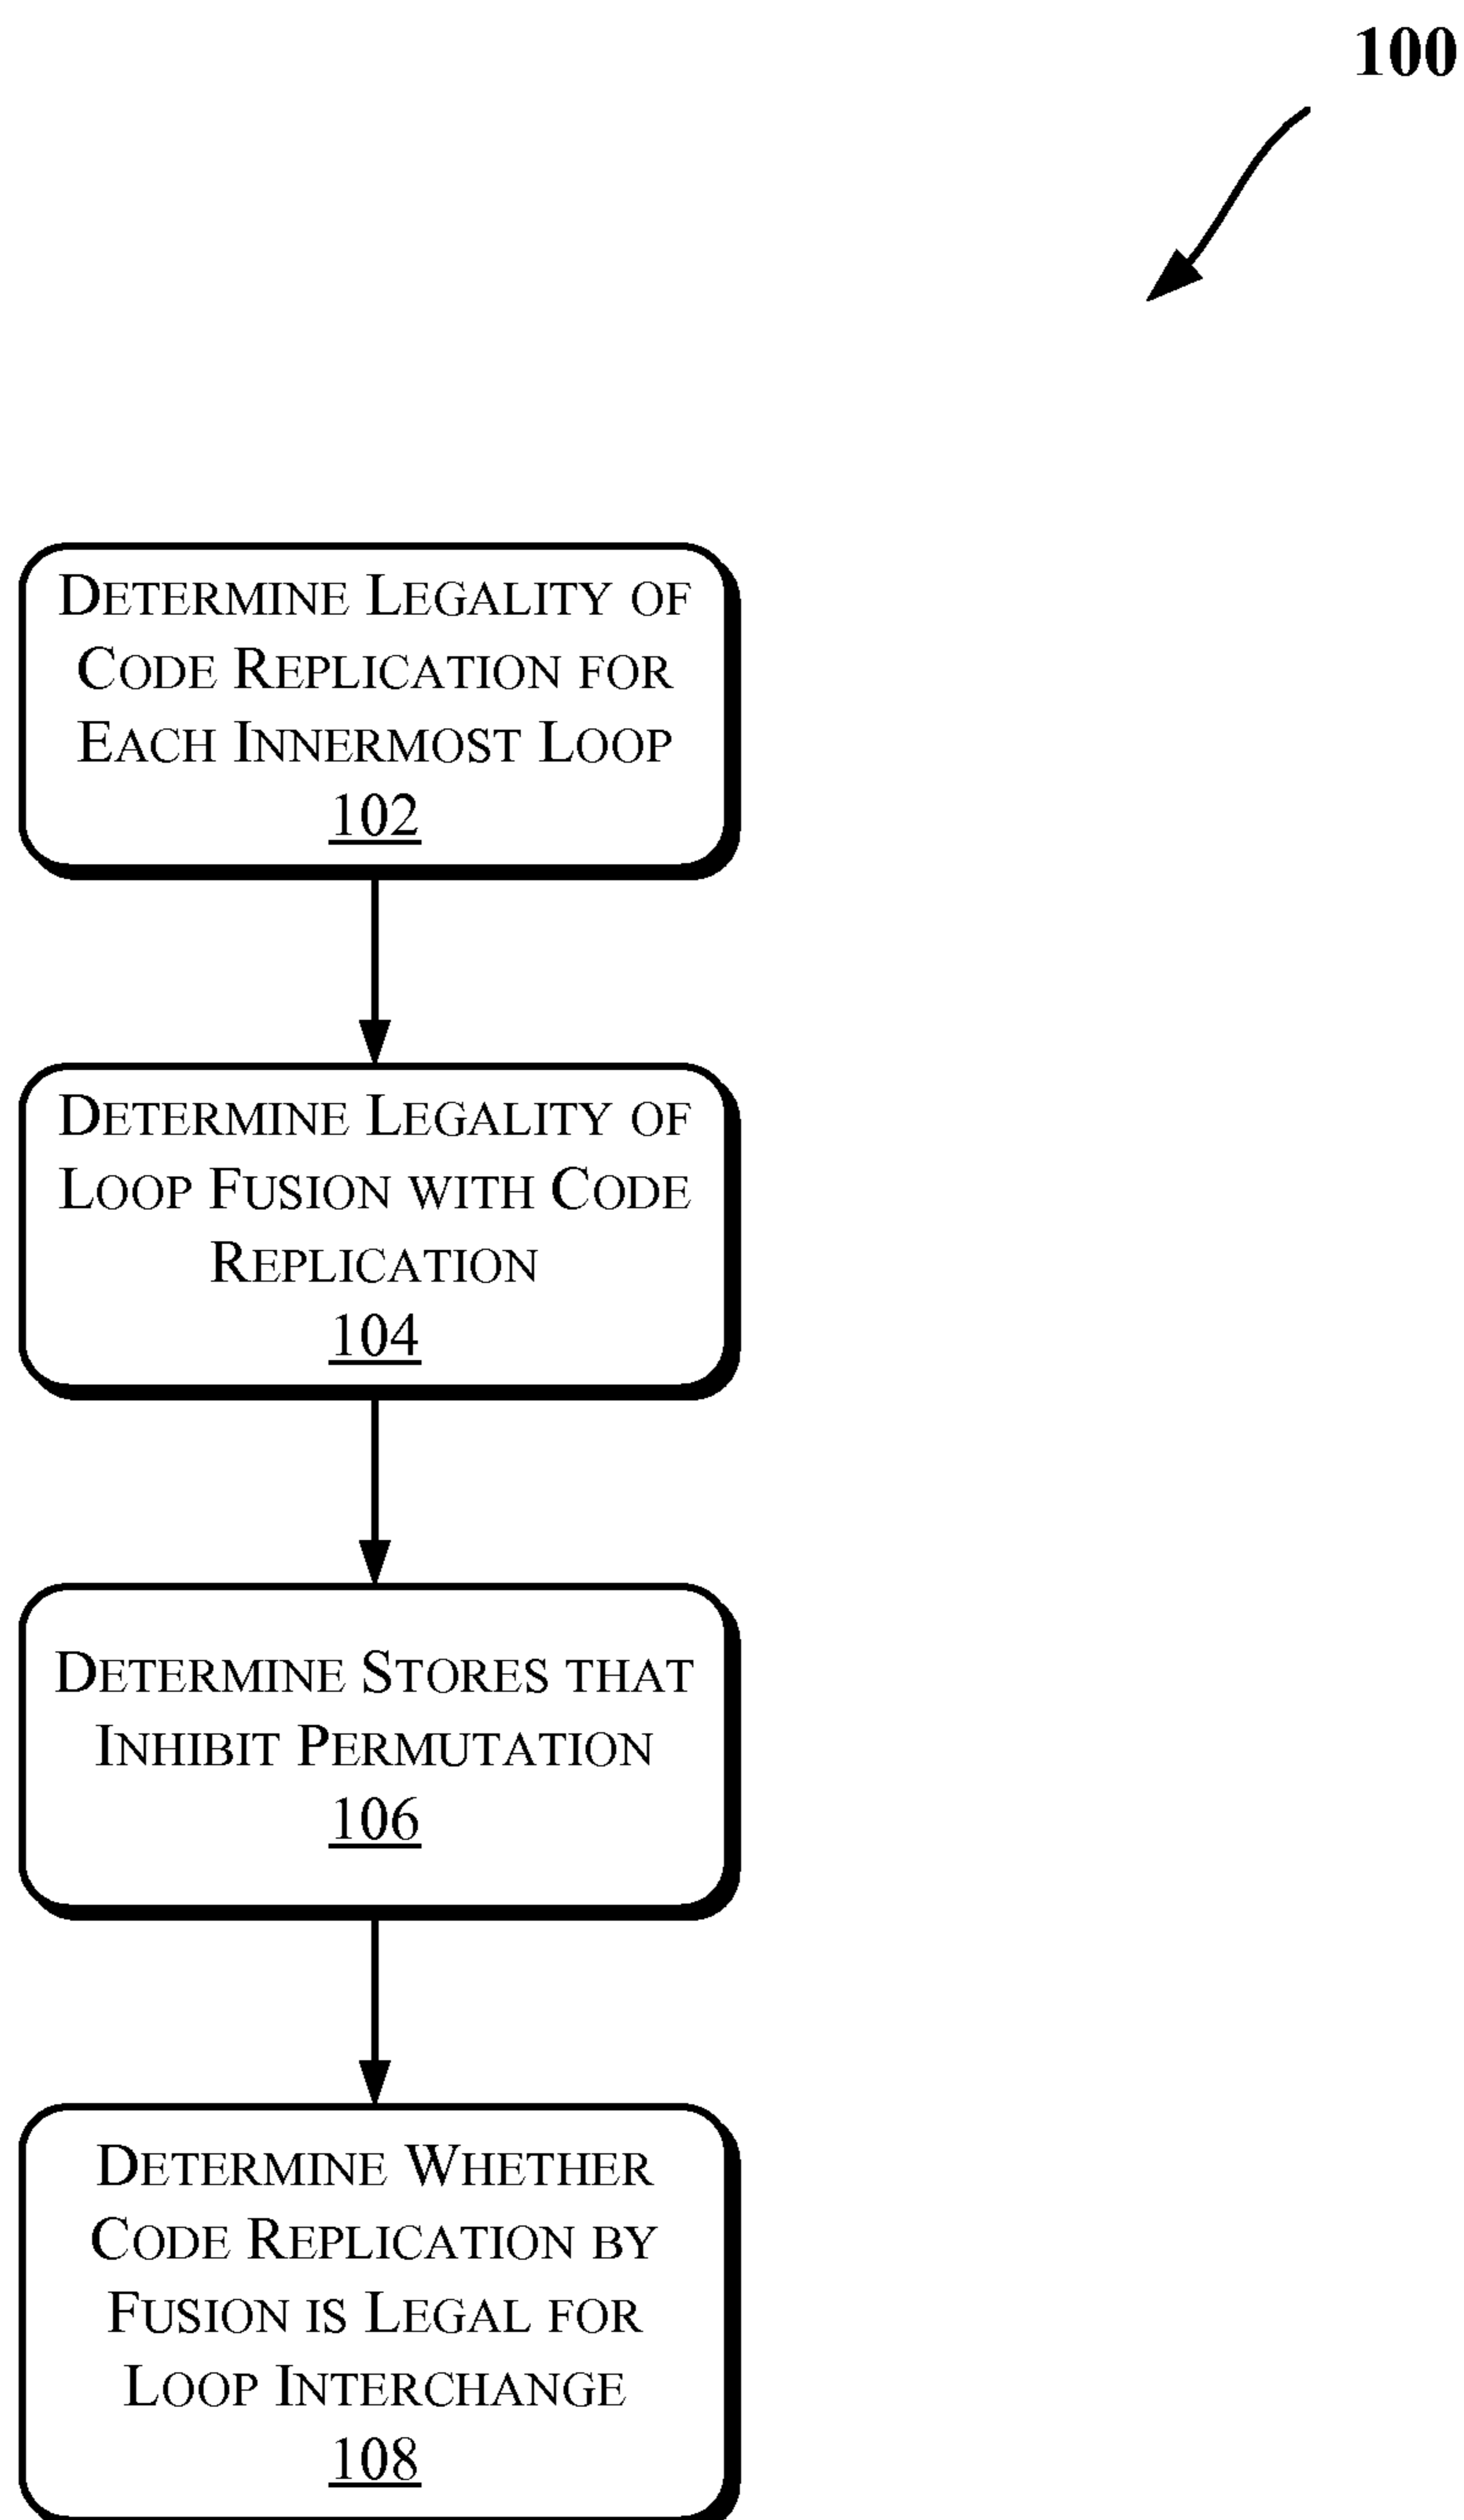 100
DETERMINE LEGALITY OF
CODE REPLICATION FOR
EACH INNERMOST LOOP
102
DETERMINE LEGALITY OF
LOOP FUSION WITH CODE
REPLICATION
104
DETERMINE STORES THAT
INHIBIT PERMUTATION
106
DETERMINE WHETHER
CODE REPLICATION BY
FUSION IS LEGAL FOR
LOOP INTERCHANGE
108